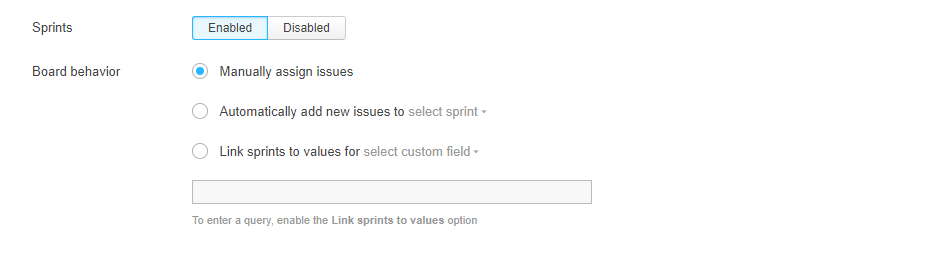 Sprints
Enabled Disabled
Board behavior
Manually assign issues
Automatically add new issues to select sprint
Link sprints to values for select custom field
To enter a query, enable the Link sprints to values option